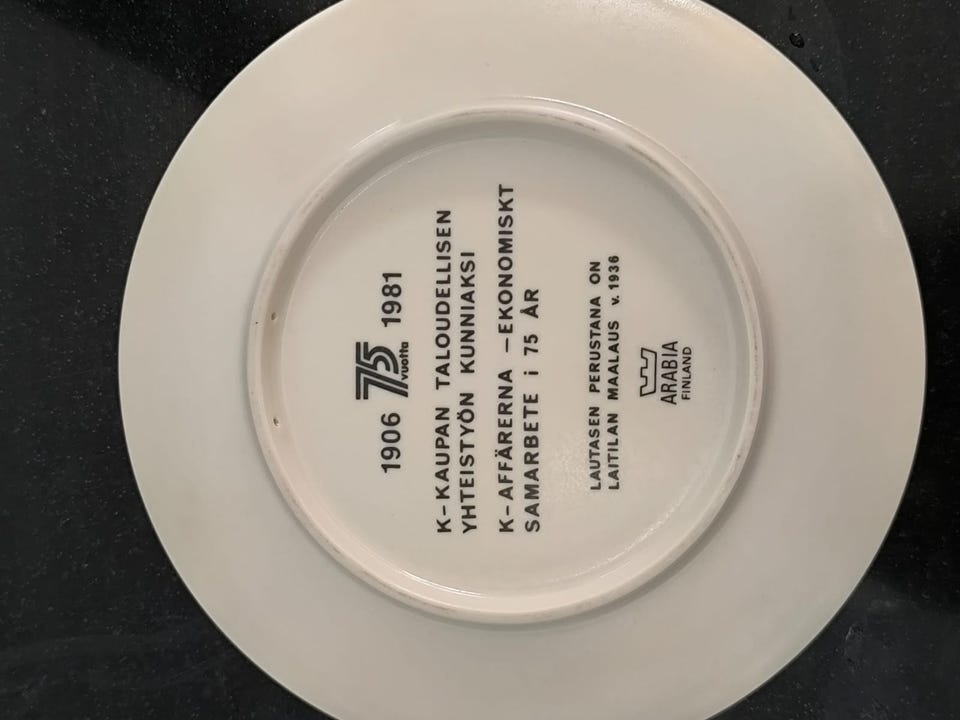 1906 75 vuotta 1981
K-KAUPAN TALOUDELLISEN
YHTEISTYÖN KUNNIAKSI
K-AFFÄRERNA -EKONOMISKT
SAMARBETE i 75 ÅR
LAUTASEN PERUSTANA ON
LAITILAN MAALAUS v. 1936
ARABIA
FINLAND